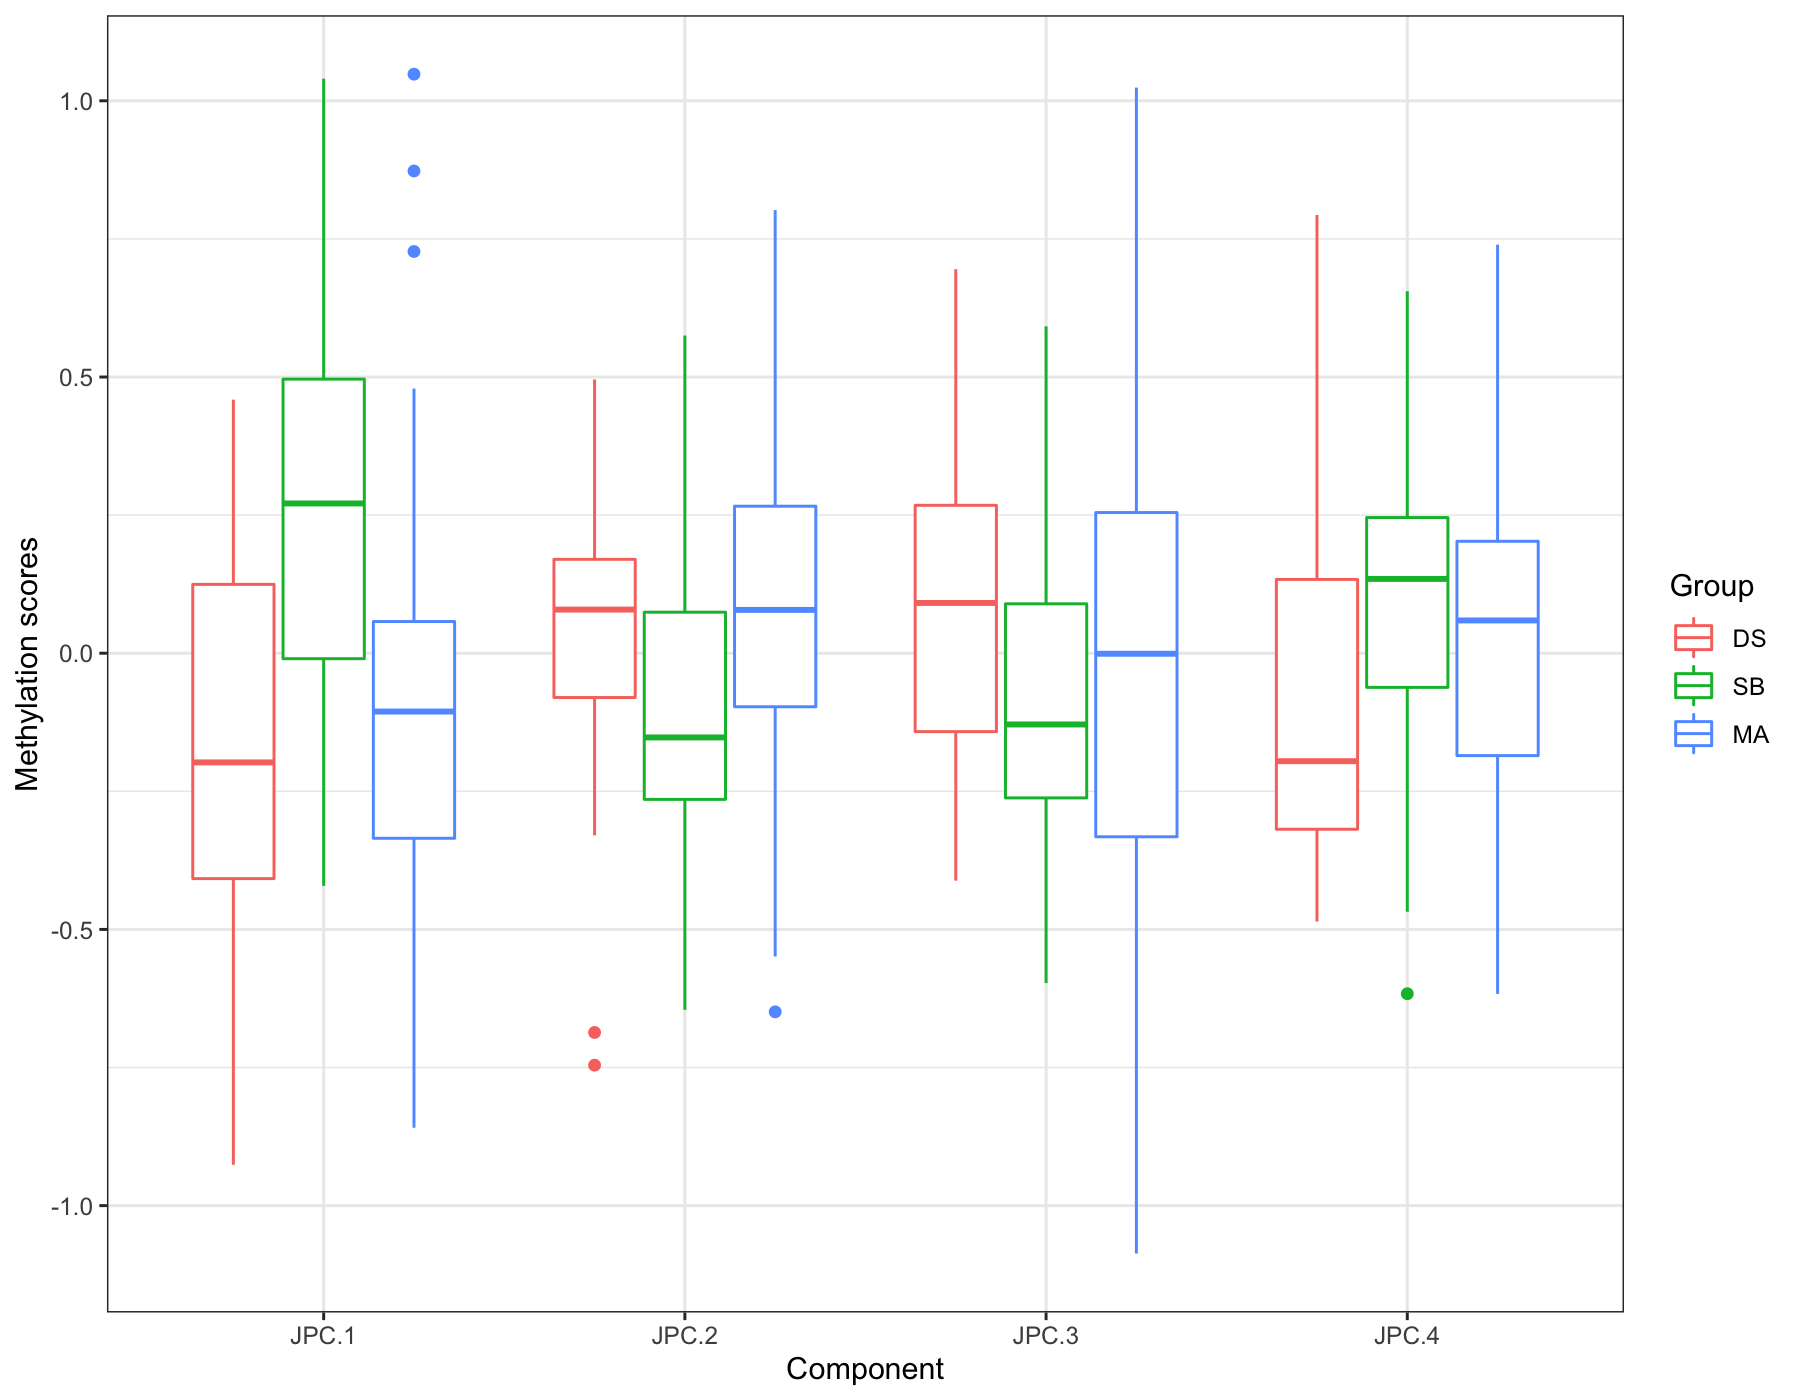 Methylation scores
1.0
0.5
0.0
-0.5
-1.0
JPC.1
JPC.2
JPC.3
JPC.4
Component
Group
DS
SB
MA